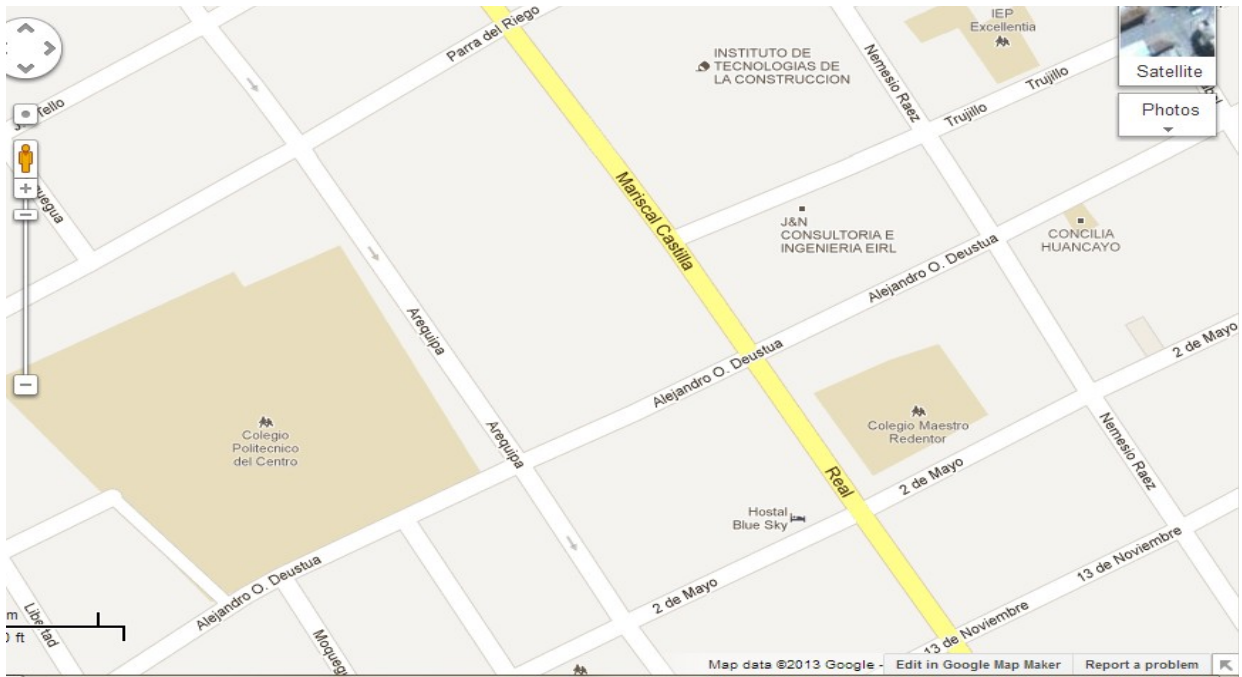 IEP
Excellentia
Parra del Riego
INSTITUTO DE
TECNOLOGIAS DE
LA CONSTRUCCION
Nemesio Raez
Trujillo
Satellite
Photos
Tello
Trujillo
Mariscal Castilla
J&N
CONSULTORIA E
INGENIERIA EIRL
CONCILIA
HUANCAYO
Alejandro O. Deustua
Arequipa
2 de Mayo
Alejandro O. Deustua
Colegio
Politecnico
del Centro
Arequipa
Colegio Maestro
Redentor
Nemesio Raez
Real
2 de Mayo
Hostal
Blue Sky
13 de Noviembre
Alejandro O. Deustua
2 de Mayo
Libertad
m
ft
13 de Noviembre
Map data ©2013 Google -
Edit in Google Map Maker
Report a problem